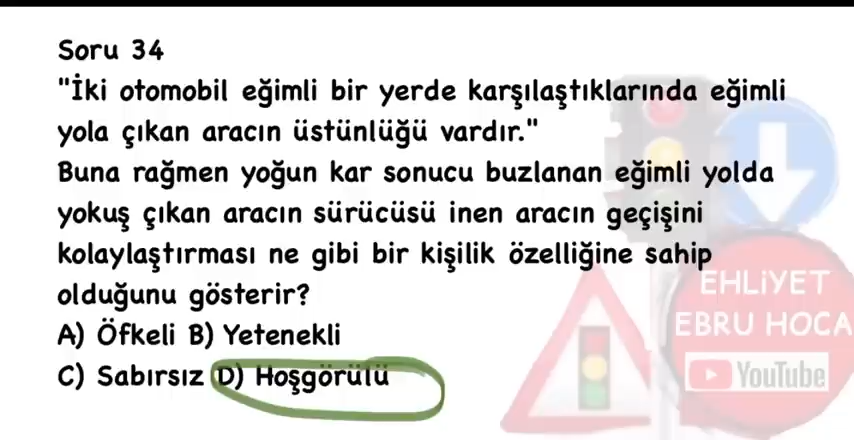 Soru 34
"İki otomobil eğimli bir yerde karşılaştıklarında eğimli
yola çıkan aracın üstünlüğü vardır."
Buna rağmen yoğun kar sonucu buzlanan eğimli yolda
yokuş çıkan aracın sürücüsü inen aracın geçişini
kolaylaştırması ne gibi bir kişilik özelliğine sahip
olduğunu gösterir?
A) Öfkeli B) Yetenekli
C) Sabırsız D) Hoşgörülü
EHLİYET
EBRU HOCA
YouTube